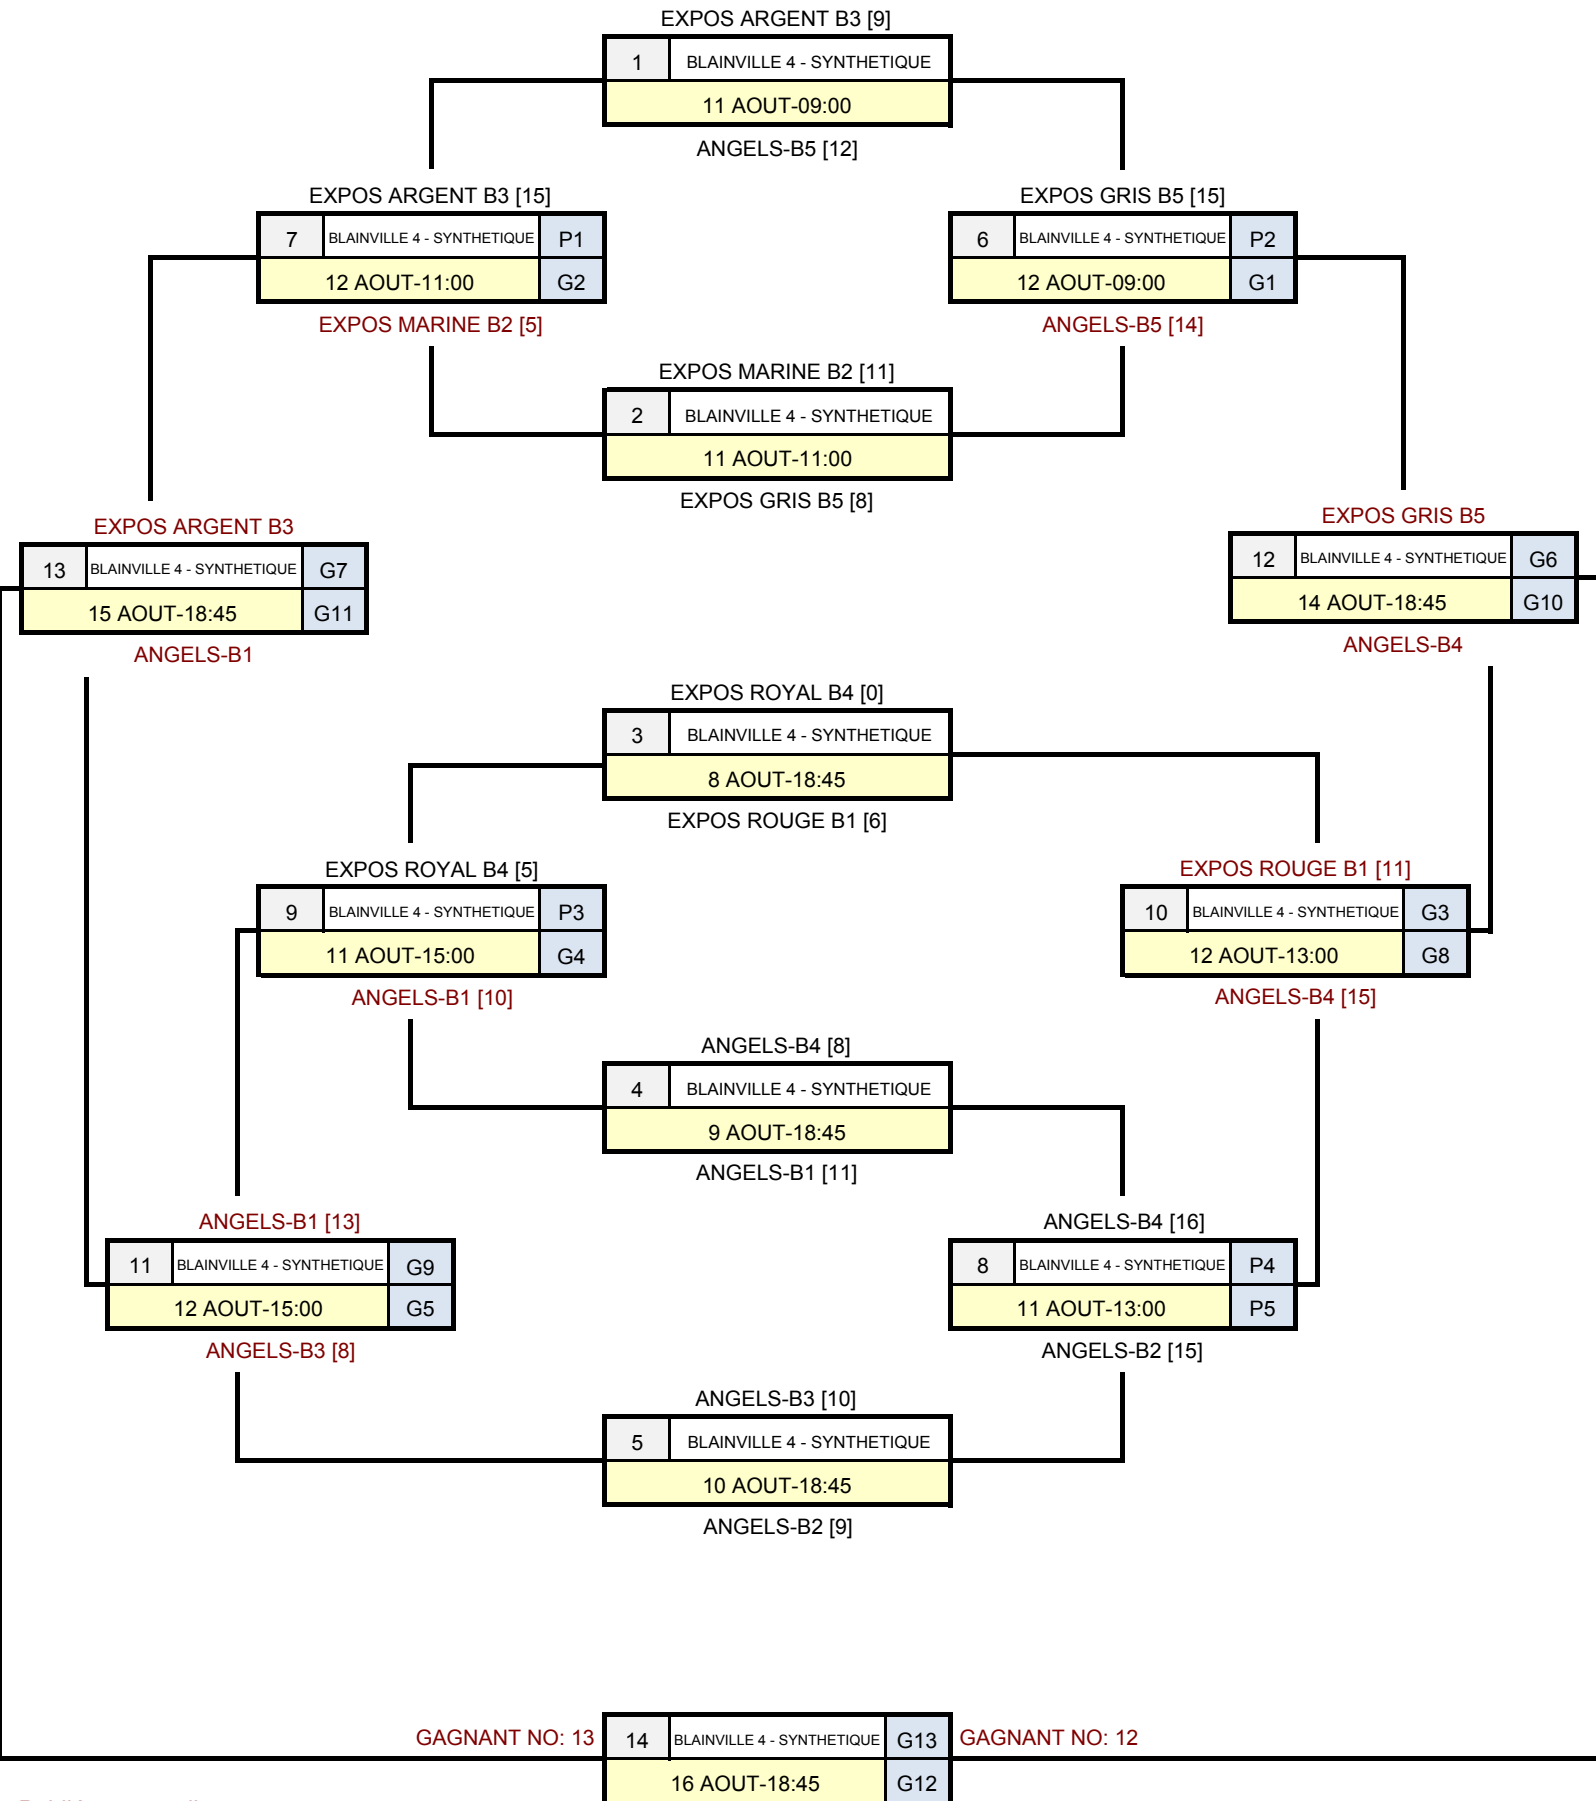 EXPOS ARGENT B3 [9]
1 BLAINVILLE 4 - SYNTHETIQUE
11 AOUT-09:00
ANGELS-B5 [12]
EXPOS ARGENT B3 [15]
7 BLAINVILLE 4 - SYNTHETIQUE P1
12 AOUT-11:00 G2
EXPOS MARINE B2 [5]
EXPOS GRIS B5 [15]
6 BLAINVILLE 4 - SYNTHETIQUE P2
12 AOUT-09:00 G1
ANGELS-B5 [14]
EXPOS MARINE B2 [11]
2 BLAINVILLE 4 - SYNTHETIQUE
11 AOUT-11:00
EXPOS GRIS B5 [8]
EXPOS ARGENT B3
13 BLAINVILLE 4 - SYNTHETIQUE G7
15 AOUT-18:45 G11
ANGELS-B1
EXPOS GRIS B5
12 BLAINVILLE 4 - SYNTHETIQUE G6
14 AOUT-18:45 G10
ANGELS-B4
EXPOS ROYAL B4 [0]
3 BLAINVILLE 4 - SYNTHETIQUE
8 AOUT-18:45
EXPOS ROUGE B1 [6]
EXPOS ROYAL B4 [5]
9 BLAINVILLE 4 - SYNTHETIQUE P3
11 AOUT-15:00 G4
ANGELS-B1 [10]
EXPOS ROUGE B1 [11]
10 BLAINVILLE 4 - SYNTHETIQUE G3
12 AOUT-13:00 G8
ANGELS-B4 [15]
ANGELS-B4 [8]
4 BLAINVILLE 4 - SYNTHETIQUE
9 AOUT-18:45
ANGELS-B1 [11]
ANGELS-B1 [13]
11 BLAINVILLE 4 - SYNTHETIQUE G9
12 AOUT-15:00 G5
ANGELS-B3 [8]
ANGELS-B4 [16]
8 BLAINVILLE 4 - SYNTHETIQUE P4
11 AOUT-13:00 P5
ANGELS-B2 [15]
ANGELS-B3 [10]
5 BLAINVILLE 4 - SYNTHETIQUE
10 AOUT-18:45
ANGELS-B2 [9]
GAGNANT NO: 13 14 BLAINVILLE 4 - SYNTHETIQUE G13 GAGNANT NO: 12
16 AOUT-18:45 G12